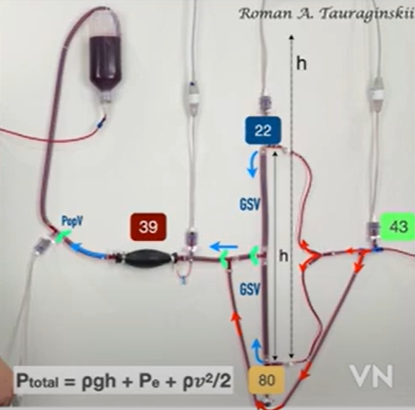 Roman A. Tauraginskii
h
22
PopV
39
GSV
43
h
GSV
80
Ptotal = ρgh + Pe + ρv²/2
VN